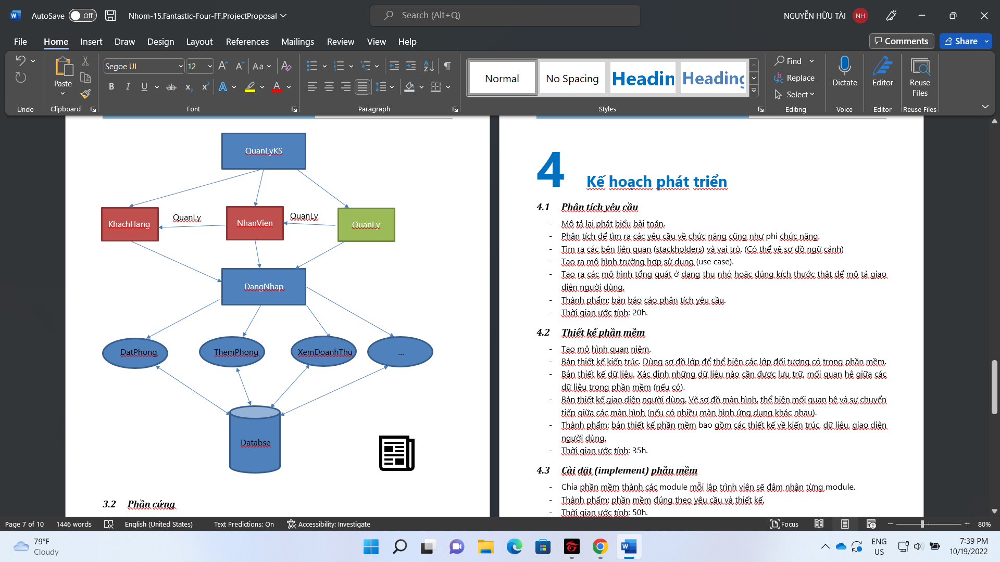 AutoSave
Off
Nhom-15.Fantastic-Four-FF.ProjectProposal
Search (Alt+Q)
NGUYỄN HỮU TÀI
NH
File
Home
Insert
Draw
Design
Layout
References
Mailings
Review
View
Help
Comments
Share
Paste
Segoe UI
12
Normal
No Spacing
Headin
Heading
Find
Replace
Select
Dictate
Editor
Reuse Files
Undo
Clipboard
Font
Paragraph
Styles
Editing
Voice
Editor
Reuse Files
QuanLyKS
KhachHang
QuanLy
NhanVien
QuanLy
QuanLy
DangNhap
DatPhong
ThemPhong
XemDoanhThu
...
Databse
3.2 Phần cứng
4 Kế hoạch phát triển
4.1 Phân tích yêu cầu
- Mô tả lại phát biểu bài toán.
- Phân tích để tìm ra các yêu cầu về chức năng cũng như phi chức năng.
- Tìm ra các bên liên quan (stackholders) và vai trò. (Có thể vẽ sơ đồ ngữ cảnh)
- Tạo ra mô hình trường hợp sử dụng (use case).
- Tạo ra các mô hình tổng quát ở dạng thu nhỏ hoặc đúng kích thước thật để mô tả giao
diện người dùng.
- Thành phẩm: bản báo cáo phân tích yêu cầu.
- Thời gian ước tính: 20h.
4.2 Thiết kế phần mềm
- Tạo mô hình quan niệm.
- Bản thiết kế kiến trúc. Dùng sơ đồ lớp để thể hiện các lớp đối tượng có trong phần mềm.
- Bản thiết kế dữ liệu. Xác định những dữ liệu nào cần được lưu trữ, mối quan hệ giữa các
dữ liệu trong phần mềm (nếu có).
- Bản thiết kế giao diện người dùng. Vẽ sơ đồ màn hình, thể hiện mối quan hệ và sự chuyển
tiếp giữa các màn hình (nếu có nhiều màn hình ứng dụng khác nhau).
- Thành phẩm: bản thiết kế phần mềm bao gồm các thiết kế về kiến trúc, dữ liệu, giao diện
người dùng.
- Thời gian ước tính: 35h.
4.3 Cài đặt (implement) phần mềm
- Chia phần mềm thành các module mỗi lập trình viên sẽ đảm nhận từng module.
- Thành phẩm: phần mềm đúng theo yêu cầu và thiết kế.
- Thời gian ước tính: 50h.
Page 7 of 10
1446 words
English (United States)
Text Predictions: On
Accessibility: Investigate
Focus
80%
79°F
Cloudy
ENG
US
7:39 PM
10/19/2022